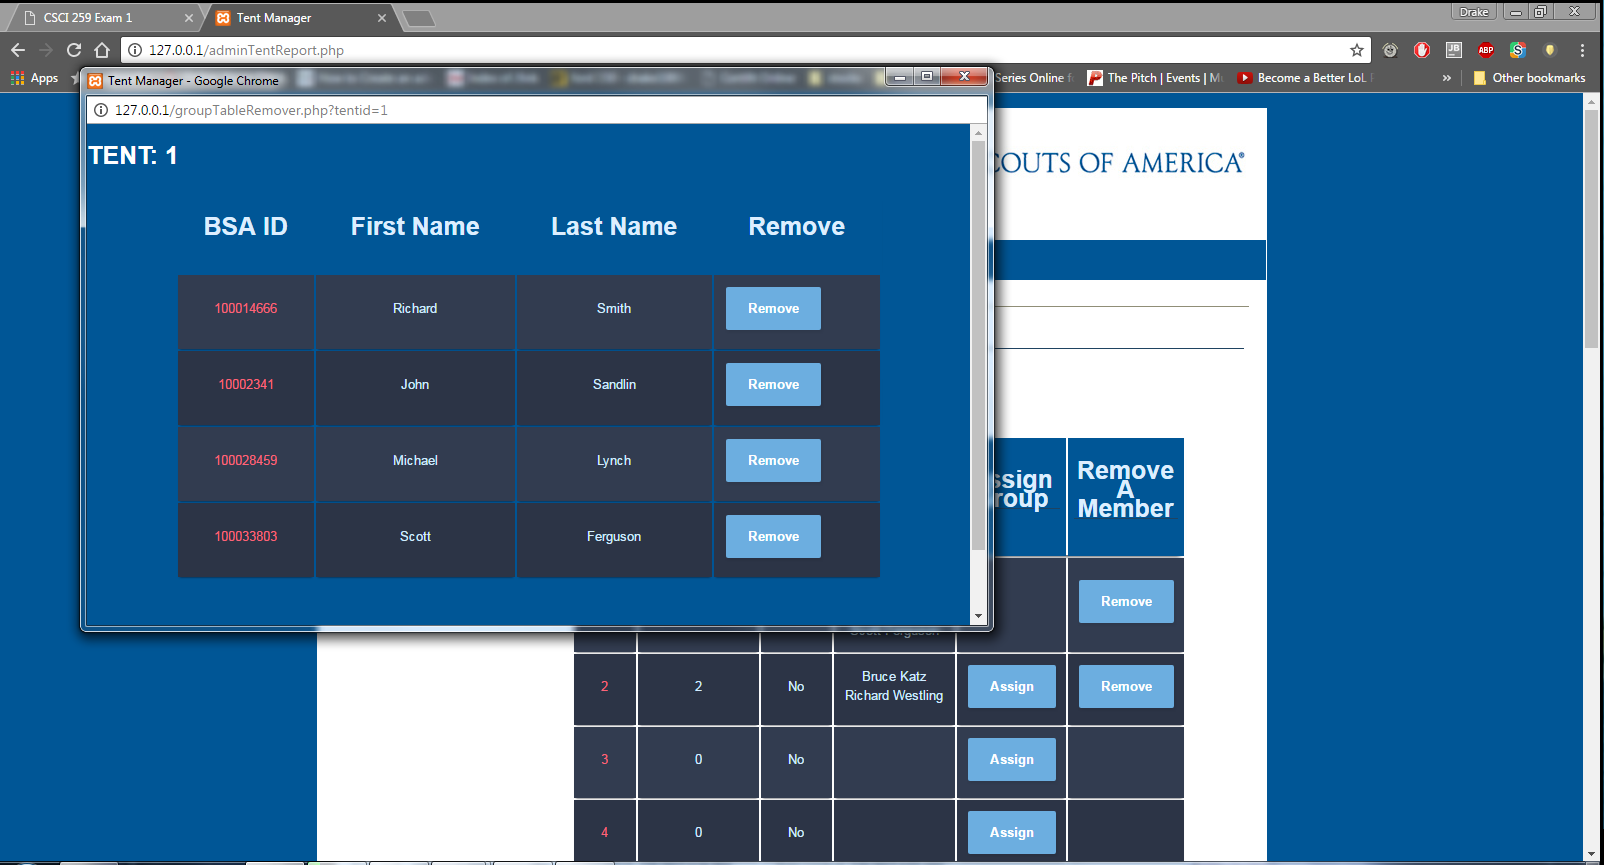 CSCI 259 Exam 1
Tent Manager
Drake
127.0.0.1/adminTentReport.php
Apps
Series Online
The Pitch | Events |
Become a Better LoL
»
Other bookmarks
Tent Manager - Google Chrome
127.0.0.1/groupTableRemover.php?tentid=1
TENT: 1
BSA ID First Name Last Name Remove
100014666 Richard Smith Remove
10002341 John Sandlin Remove
100028459 Michael Lynch Remove
100033803 Scott Ferguson Remove
COUTS OF AMERICA®
ssign
roup
Remove
A
Member
Remove
Scott Ferguson
2 2 No Bruce Katz
Richard Westling Assign Remove
3 0 No Assign
4 0 No Assign